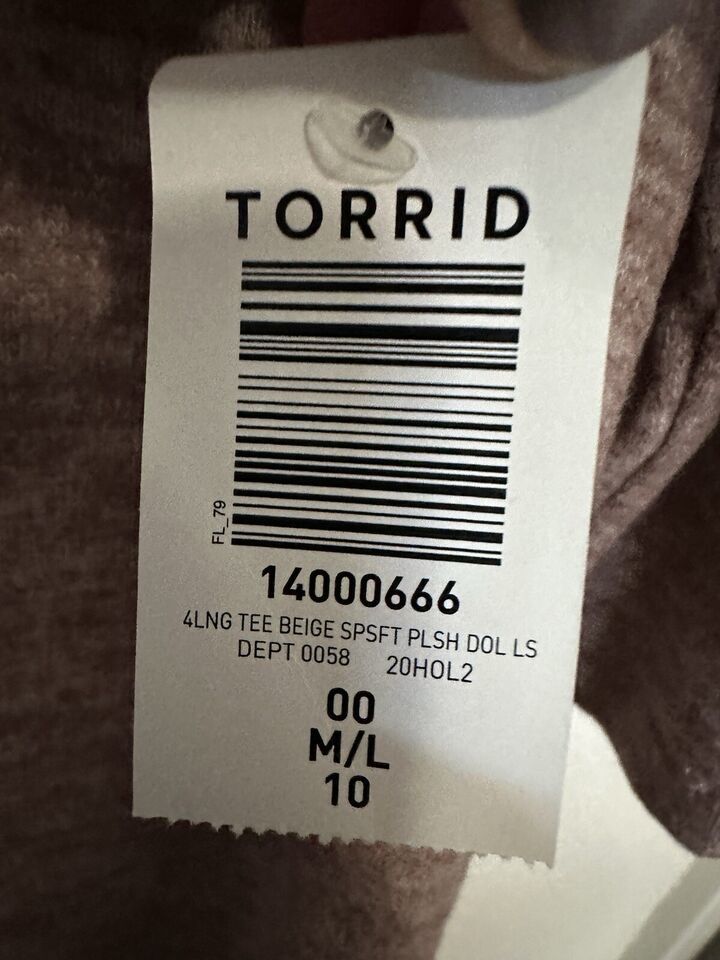 TORRID
FL_79
14000666
4LNG TEE BEIGE SPSFT PLSH DOL LS
DEPT 0058 20HOL2
00
M/L
10